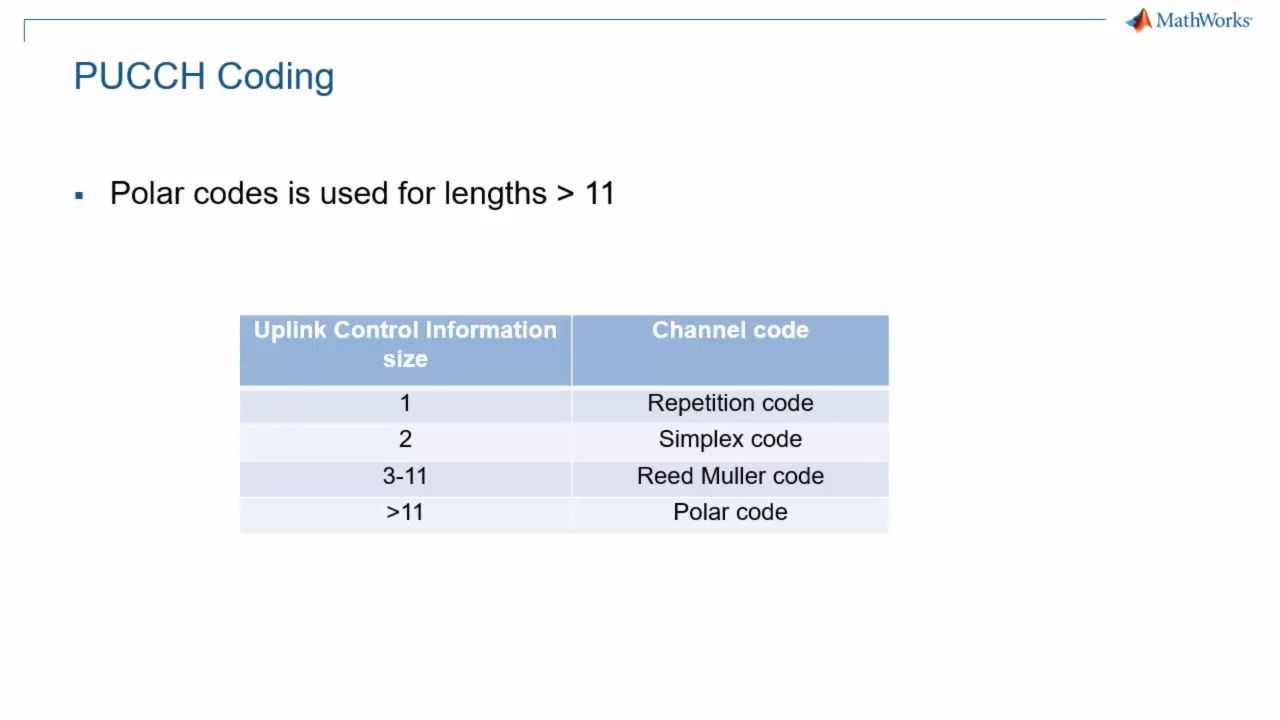 MathWorks
PUCCH Coding
▪ Polar codes is used for lengths > 11
Uplink Control Information size
Channel code
1
Repetition code
2
Simplex code
3-11
Reed Muller code
>11
Polar code